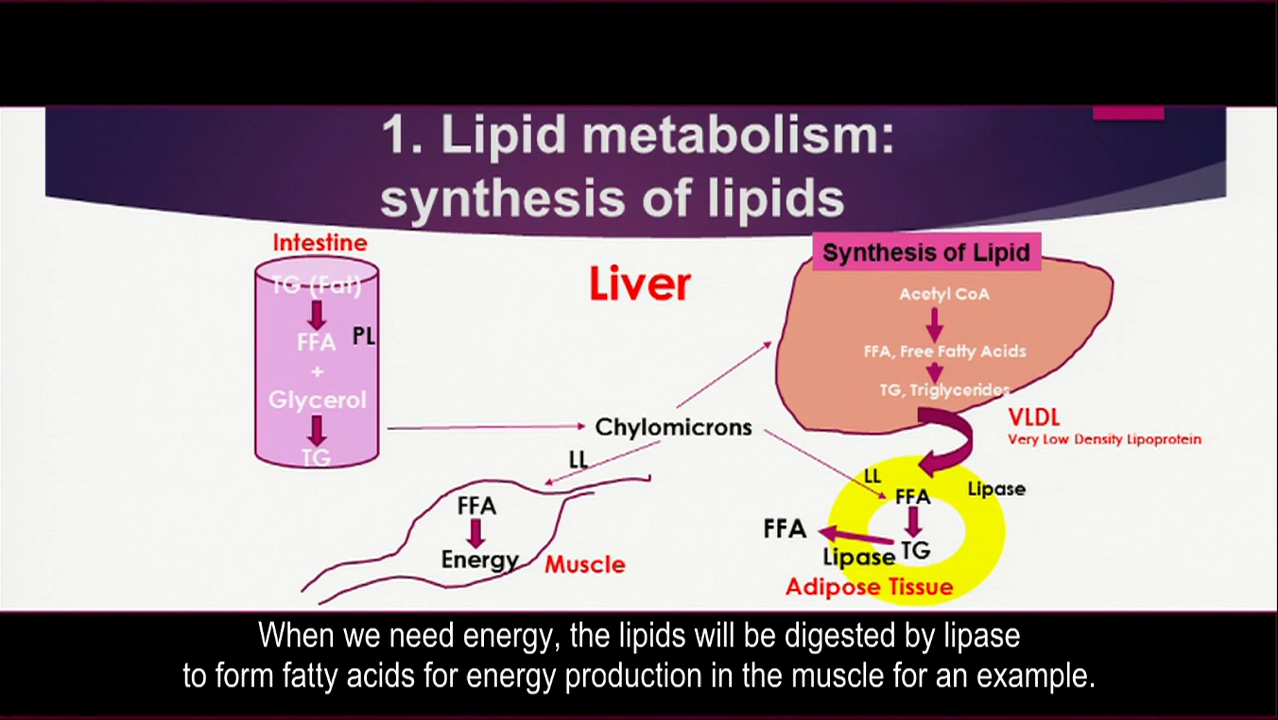 1. Lipid metabolism:
synthesis of lipids
Intestine
TG (Fat)
PL
FFA
+
Glycerol
TG
Liver
Synthesis of Lipid
Acetyl CoA
FFA, Free Fatty Acids
TG, Triglycerides
VLDL
Very Low Density Lipoprotein
Chylomicrons
LL
FFA
Energy
Muscle
LL
FFA
Lipase
FFA
TG
Lipase
Adipose Tissue
When we need energy, the lipids will be digested by lipase
to form fatty acids for energy production in the muscle for an example.